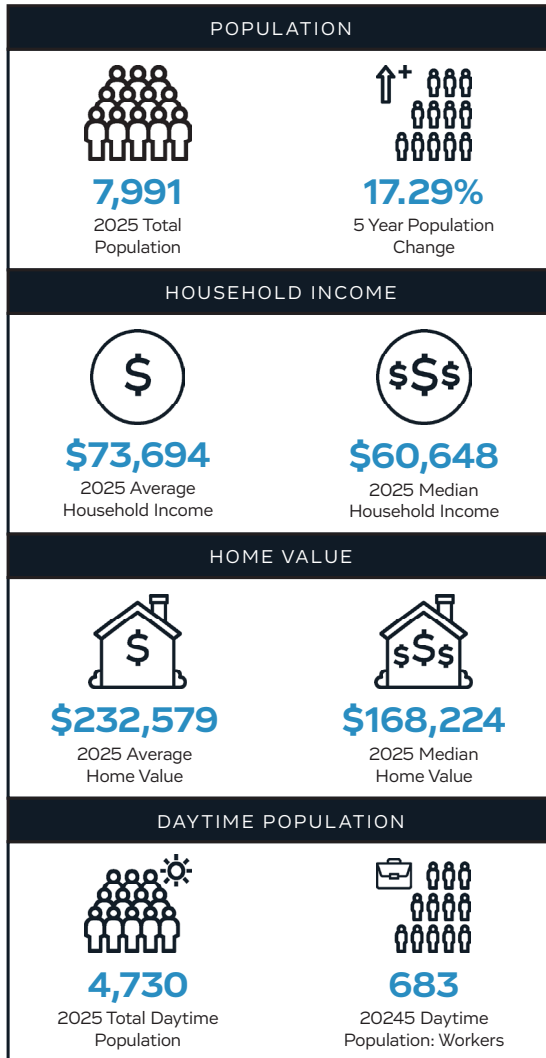 POPULATION
7,991
2025 Total
Population
17.29%
5 Year Population
Change
HOUSEHOLD INCOME
$
$73,694
2025 Average
Household Income
$$$
$60,648
2025 Median
Household Income
HOME VALUE
$
$232,579
2025 Average
Home Value
$$$
$168,224
2025 Median
Home Value
DAYTIME POPULATION
4,730
2025 Total Daytime
Population
683
20245 Daytime
Population: Workers